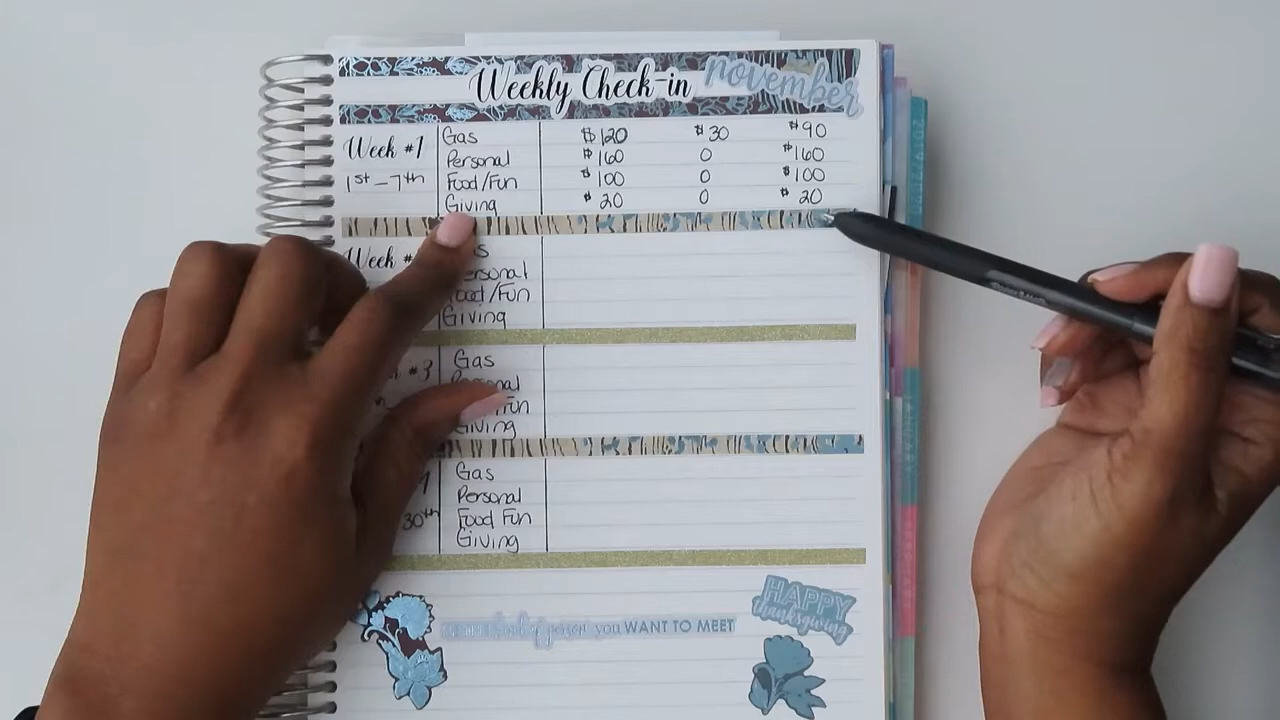 Weekly Check-in november
Week #1 Gas $120 $30 $90
Personal $160 0 $160
1st-7th Food/Fun $100 0 $100
Giving $20 0 $20
Week #
Food/Fun
Giving
#3 Gas
Giving
Gas
Personal
30th Food Fun
Giving
HAPPY
thanksgiving
person you WANT TO MEET